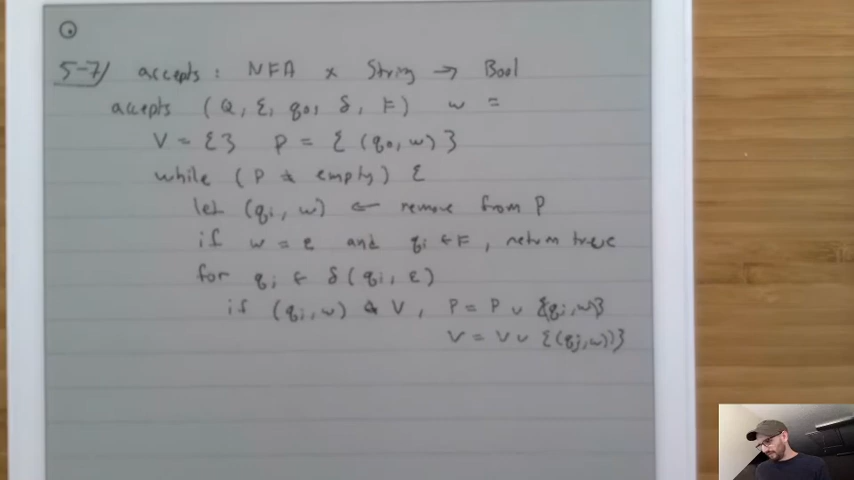 5-7/ accepts : NFA x String → Bool
accepts (Q, Σ, q₀, δ, F) w =
V = {} P = { (q₀, w) }
while (P ≠ empty) {
let (qᵢ, w) ← remove from P
if w = ε and qᵢ ∈ F, return true
for qⱼ ∈ δ(qᵢ, ε)
if (qⱼ, w) ∉ V, P = P ∪ {(qⱼ, w)}
V = V ∪ {(qⱼ, w)}